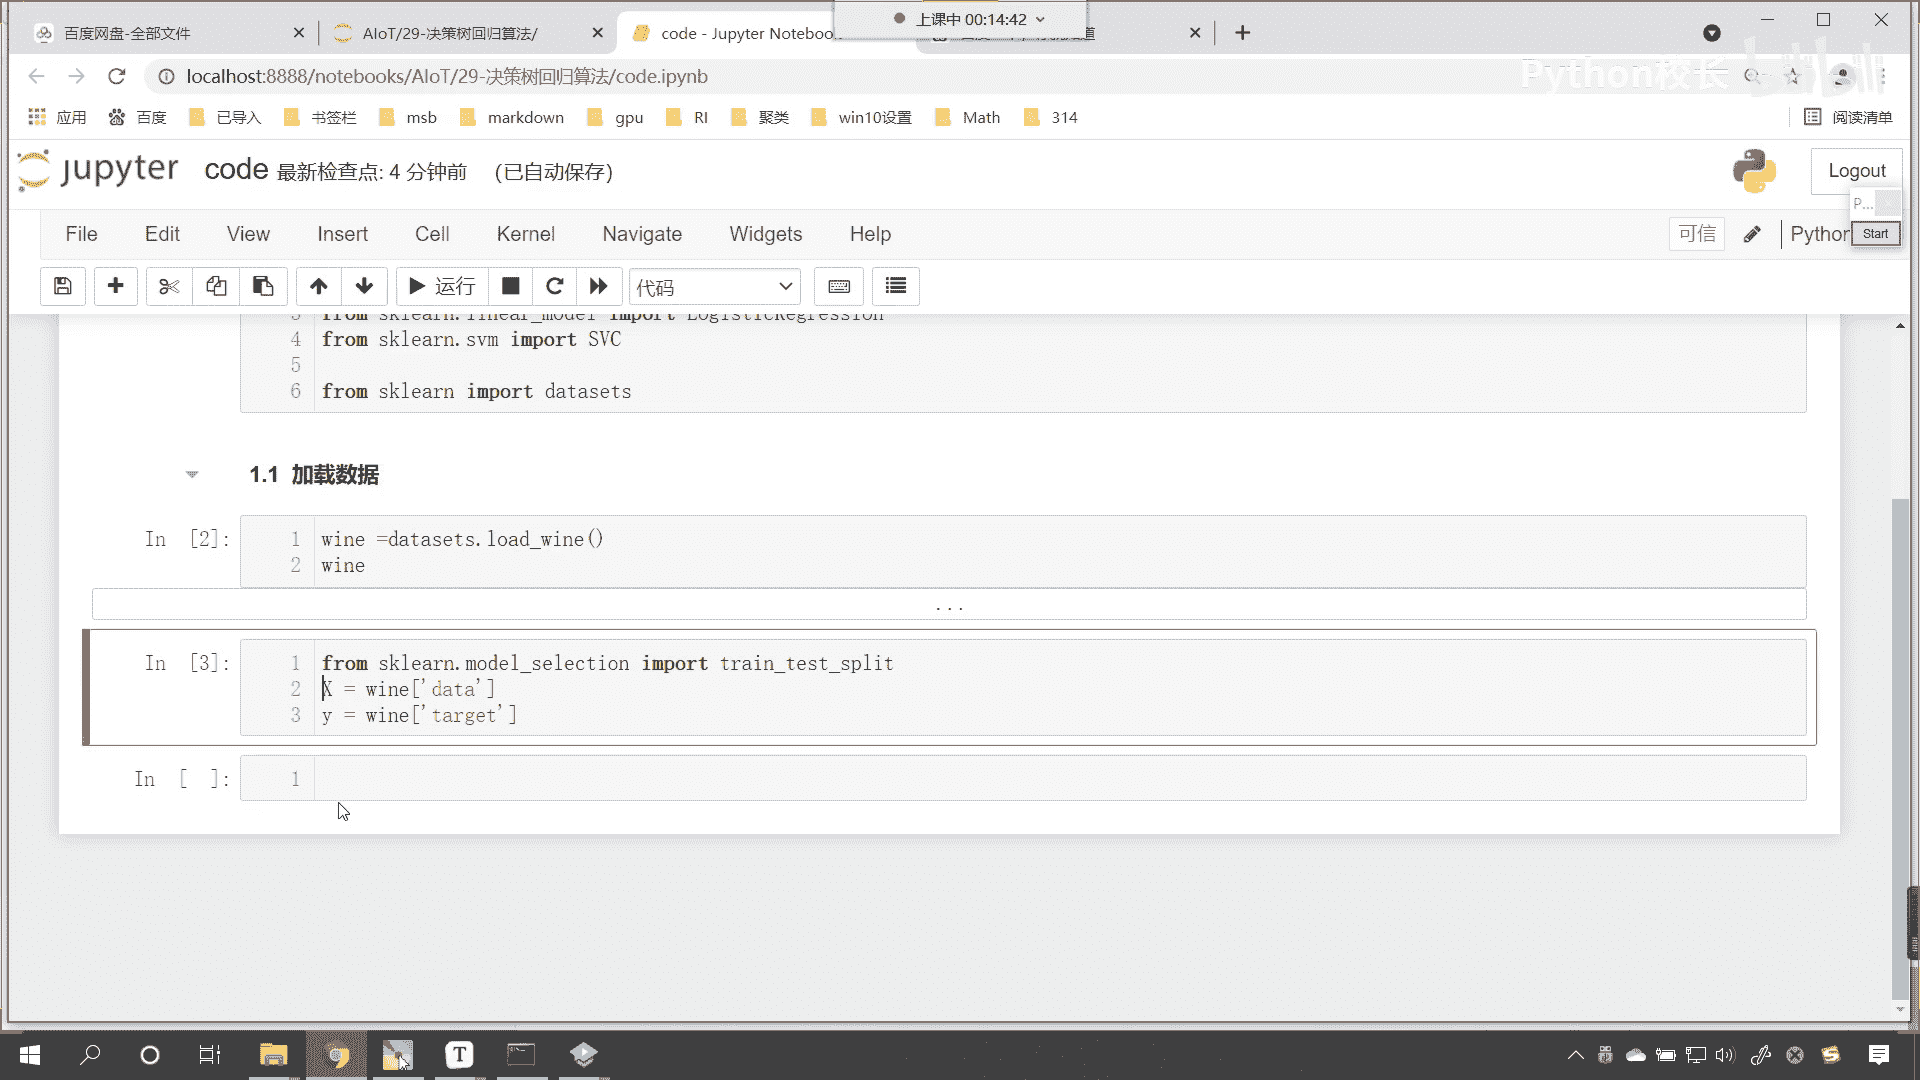 上课中 00:14:42
百度网盘-全部文件
AIoT/29-决策树回归算法/
code - Jupyter Notebook
localhost:8888/notebooks/AIoT/29-决策树回归算法/code.ipynb
Python校长 bilibili
应用
百度
已导入
书签栏
msb
markdown
gpu
RI
聚类
win10设置
Math
314
阅读清单
jupyter code 最新检查点: 4 分钟前 (已自动保存)
Logout
P...
File Edit View Insert Cell Kernel Navigate Widgets Help
可信
Python
Start
运行
代码
3 from sklearn.linear_model import LogisticRegression
4 from sklearn.svm import SVC
5
6 from sklearn import datasets
1.1 加载数据
In [2]:
1 wine =datasets.load_wine()
2 wine
...
In [3]:
1 from sklearn.model_selection import train_test_split
2 X = wine['data']
3 y = wine['target']
In [ ]:
1
T